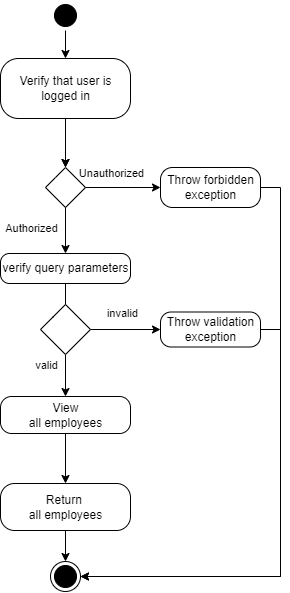 Verify that user is
logged in
Unauthorized
Throw forbidden
exception
Authorized
verify query parameters
invalid
Throw validation
exception
valid
View
all employees
Return
all employees